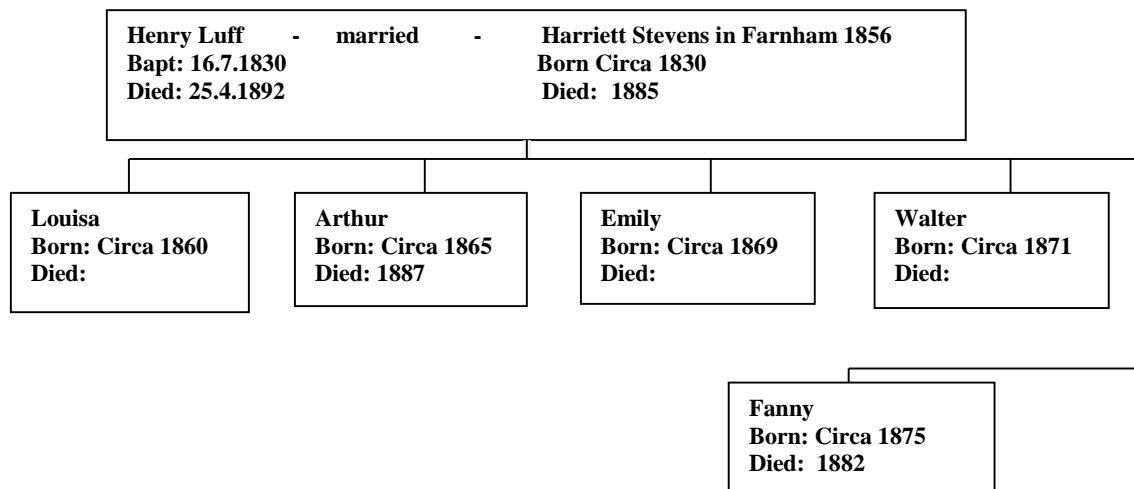 Henry Luff - married - Harriett Stevens in Farnham 1856
Bapt: 16.7.1830 Born Circa 1830
Died: 25.4.1892 Died: 1885
Louisa
Born: Circa 1860
Died:
Arthur
Born: Circa 1865
Died: 1887
Emily
Born: Circa 1869
Died:
Walter
Born: Circa 1871
Died:
Fanny
Born: Circa 1875
Died: 1882